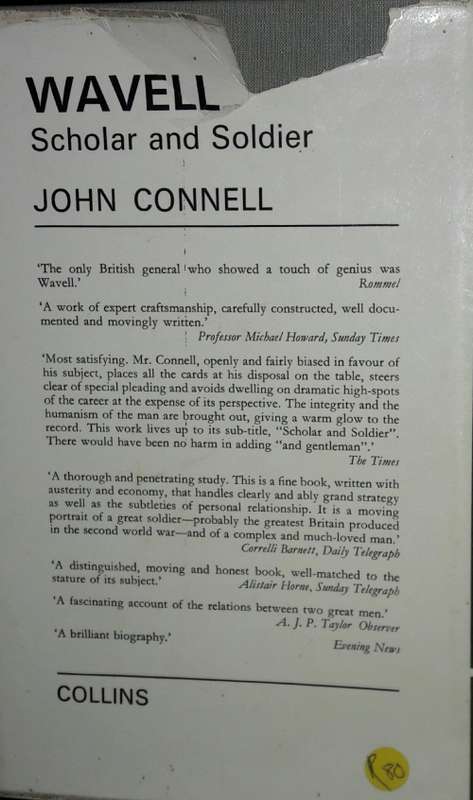 WAVELL
Scholar and Soldier
JOHN CONNELL
'The only British general who showed a touch of genius was
Wavell.' Rommel
'A work of expert craftsmanship, carefully constructed, well docu-
mented and movingly written.'
Professor Michael Howard, Sunday Times
'Most satisfying. Mr. Connell, openly and fairly biased in favour of
his subject, places all the cards at his disposal on the table, steers
clear of special pleading and avoids dwelling on dramatic high-spots
of the career at the expense of its perspective. The integrity and the
humanism of the man are brought out, giving a warm glow to the
record. This work lives up to its sub-title, "Scholar and Soldier".
There would have been no harm in adding "and gentleman".'
The Times
'A thorough and penetrating study. This is a fine book, written with
austerity and economy, that handles clearly and ably grand strategy
as well as the subtleties of personal relationship. It is a moving
portrait of a great soldier—probably the greatest Britain produced
in the second world war—and of a complex and much-loved man.'
Correlli Barnett, Daily Telegraph
'A distinguished, moving and honest book, well-matched to the
stature of its subject.' Alistair Horne, Sunday Telegraph
'A fascinating account of the relations between two great men.'
A. J. P. Taylor Observer
'A brilliant biography.' Evening News
COLLINS
P 80